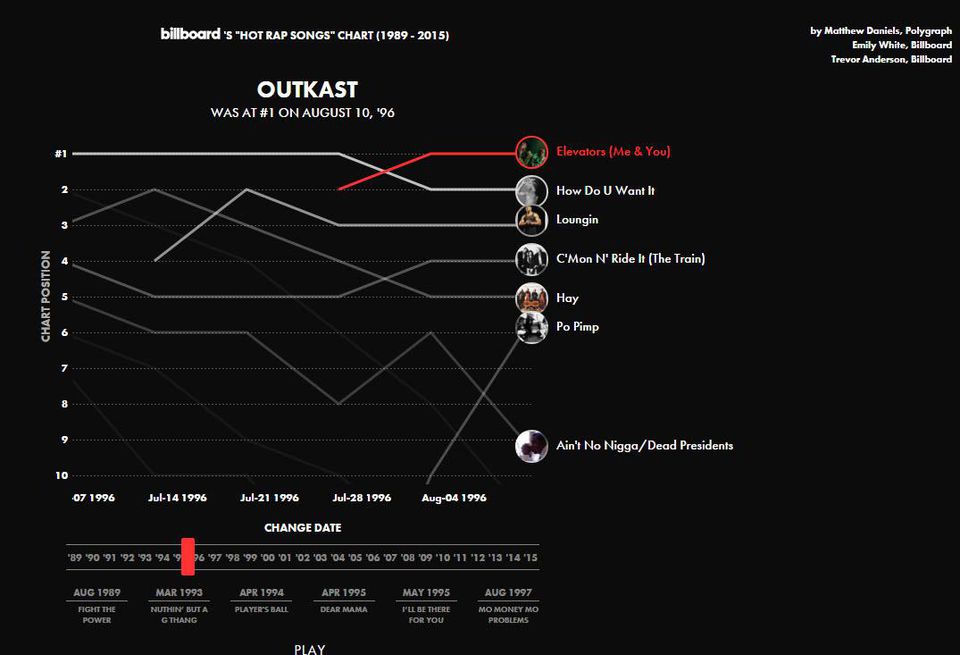 billboard 'S "HOT RAP SONGS" CHART (1989 - 2015)
by Matthew Daniels, Polygraph
Emily White, Billboard
Trevor Anderson, Billboard
OUTKAST
WAS AT #1 ON AUGUST 10, '96
CHART POSITION
#1
2
3
4
5
6
7
8
9
10
Elevators (Me & You)
How Do U Want It
Loungin
C'Mon N' Ride It (The Train)
Hay
Po Pimp
Ain't No Nigga/Dead Presidents
07 1996 Jul-14 1996 Jul-21 1996 Jul-28 1996 Aug-04 1996
CHANGE DATE
'89 '90 '91 '92 '93 '94 '9 96 '97 '98 '99 '00 '01 '02 '03 '04 '05 '06 '07 '08 '09 '10 '11 '12 '13 '14 '15
AUG 1989 MAR 1993 APR 1994 APR 1995 MAY 1995 AUG 1997
FIGHT THE NUTHIN' BUT A PLAYER'S BALL DEAR MAMA I'LL BE THERE MO MONEY MO
POWER G THANG FOR YOU PROBLEMS
PLAY